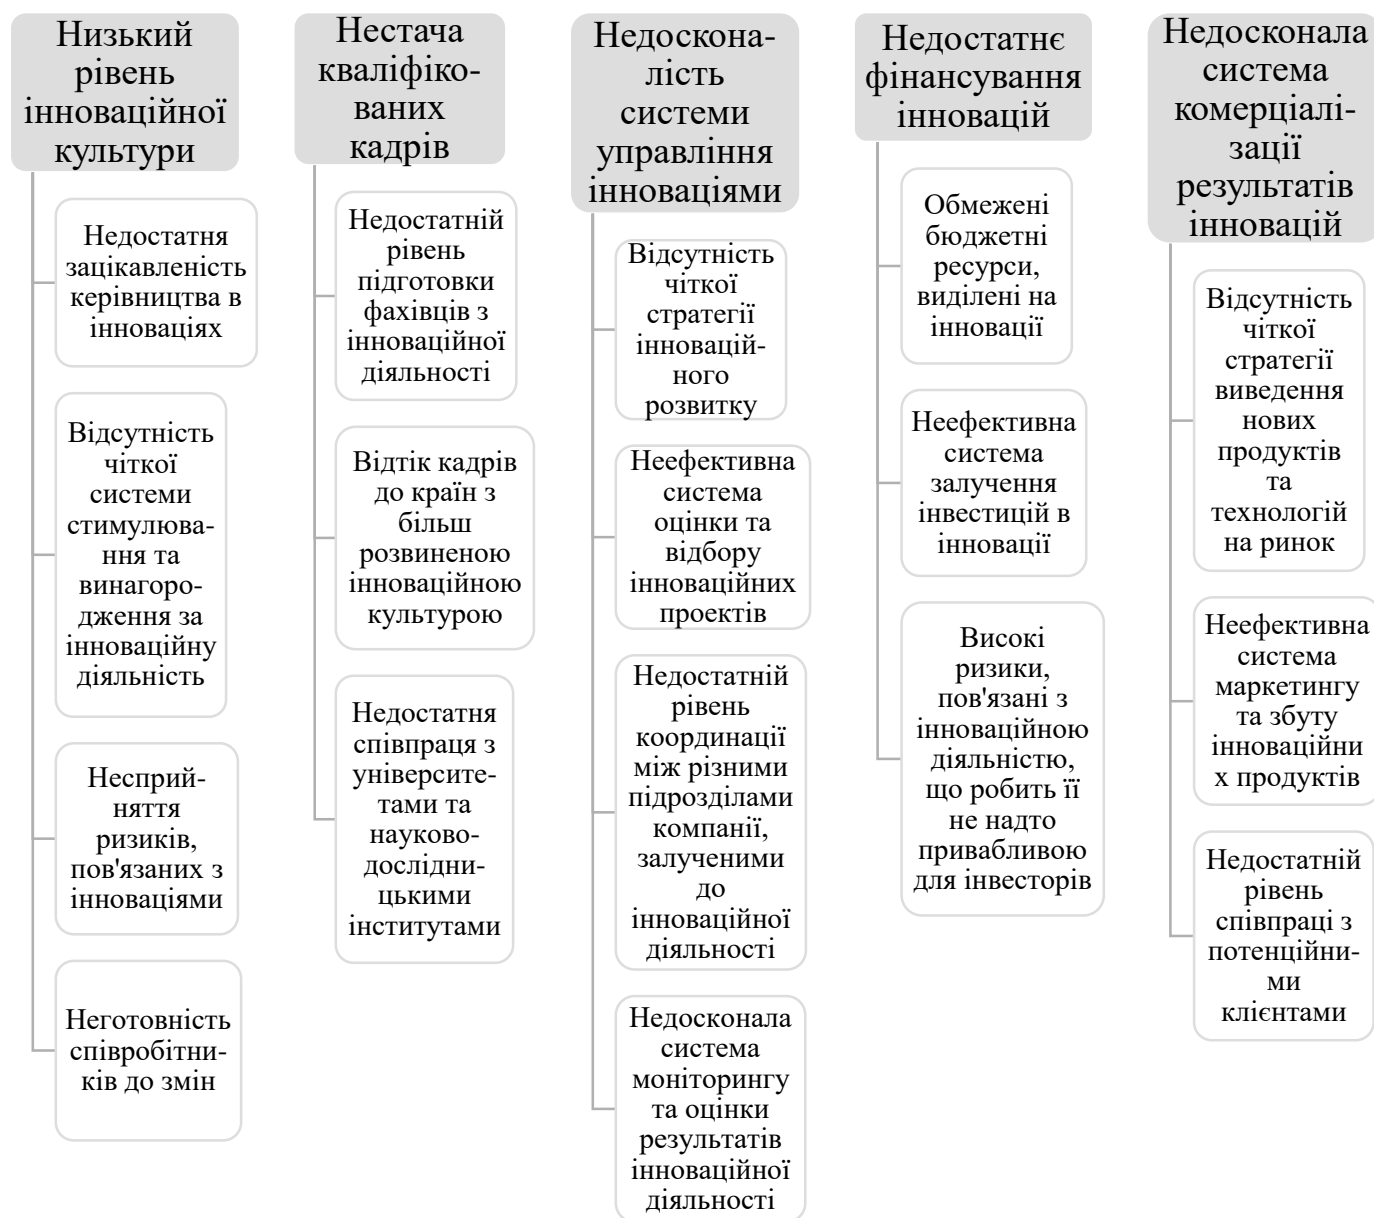 Низький
рівень
інноваційної
культури
Недостатня
зацікавленість
керівництва в
інноваціях
Відсутність
чіткої
системи
стимулюва-
ння та
винагоро-
дження за
інноваційну
діяльність
Несприй-
няття
ризиків,
пов'язаних з
інноваціями
Неготовність
співробітни-
ків до змін
Нестача
кваліфіко-
ваних
кадрів
Недостатній
рівень
підготовки
фахівців з
інноваційної
діяльності
Відтік кадрів
до країн з
більш
розвиненою
інноваційною
культурою
Недостатня
співпраця з
університе-
тами та
науково-
дослідни-
цькими
інститутами
Недоскона-
лість
системи
управління
інноваціями
Відсутність
чіткої
стратегії
інновацій-
ного
розвитку
Неефективна
система
оцінки та
відбору
інноваційних
проектів
Недостатній
рівень
координації
між різними
підрозділами
компанії,
залученими
до
інноваційної
діяльності
Недосконала
система
моніторингу
та оцінки
результатів
інноваційної
діяльності
Недостатнє
фінансування
інновацій
Обмежені
бюджетні
ресурси,
виділені на
інновації
Неефективна
система
залучення
інвестицій в
інновації
Високі
ризики,
пов'язані з
інноваційною
діяльністю,
що робить її
не надто
привабливою
для інвесторів
Недосконала
система
комерціалі-
зації
результатів
інновацій
Відсутність
чіткої
стратегії
виведення
нових
продуктів
та
технологій
на ринок
Неефективна
система
маркетингу
та збуту
інноваційни
х продуктів
Недостатній
рівень
співпраці з
потенційни-
ми
клієнтами